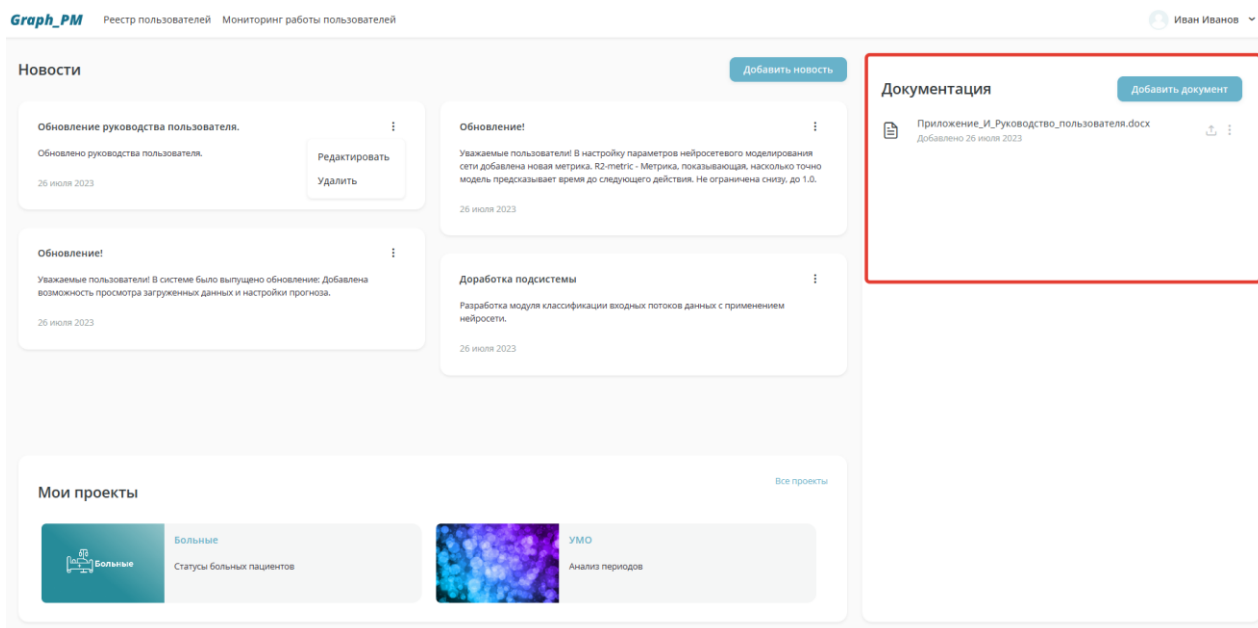 Graph_PM
Реестр пользователей
Мониторинг работы пользователей
Иван Иванов
Новости
Добавить новость
Обновление руководства пользователя.
Обновлено руководства пользователя.
26 июля 2023
Редактировать
Удалить
Обновление!
Уважаемые пользователи! В настройку параметров нейросетевого моделирования
сети добавлена новая метрика. R2-metric - Метрика, показывающая, насколько точно
модель предсказывает время до следующего действия. Не ограничена снизу, до 1.0.
26 июля 2023
Обновление!
Уважаемые пользователи! В системе было выпущено обновление: Добавлена
возможность просмотра загруженных данных и настройки прогноза.
26 июля 2023
Доработка подсистемы
Разработка модуля классификации входных потоков данных с применением
нейросети.
26 июля 2023
Документация
Добавить документ
Приложение_И_Руководство_пользователя.docx
Добавлено 26 июля 2023
Мои проекты
Все проекты
Больные
Больные
Статусы больных пациентов
УМО
Анализ периодов